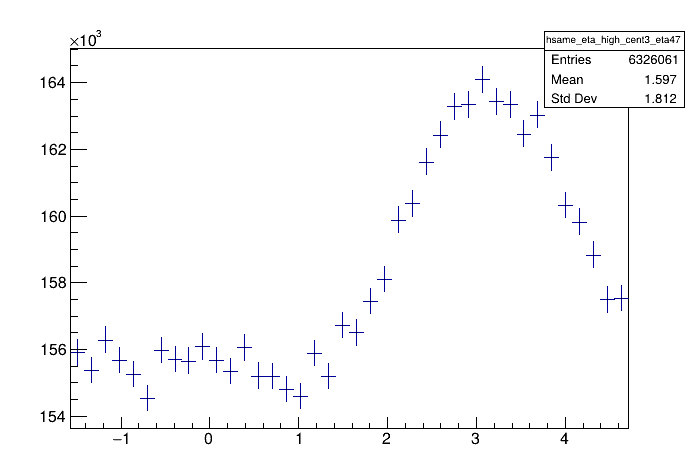 ×10³
hsame_eta_high_cent3_eta47
Entries 6326061
Mean 1.597
Std Dev 1.812
164
162
160
158
156
154
−1 0 1 2 3 4